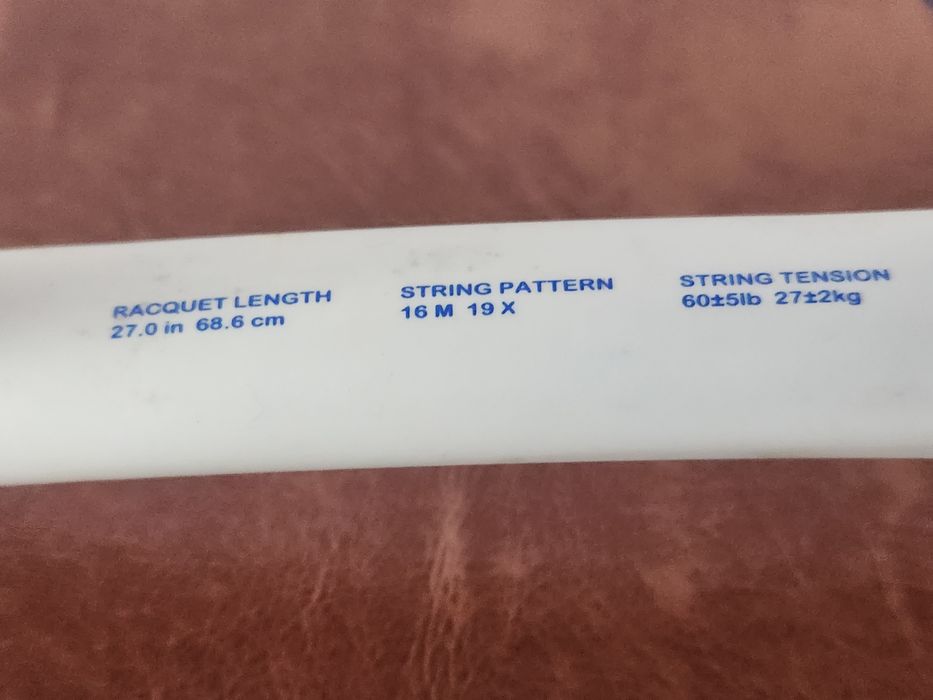 RACQUET LENGTH
27.0 in 68.6 cm
STRING PATTERN
16 M 19 X
STRING TENSION
60±5lb 27±2kg